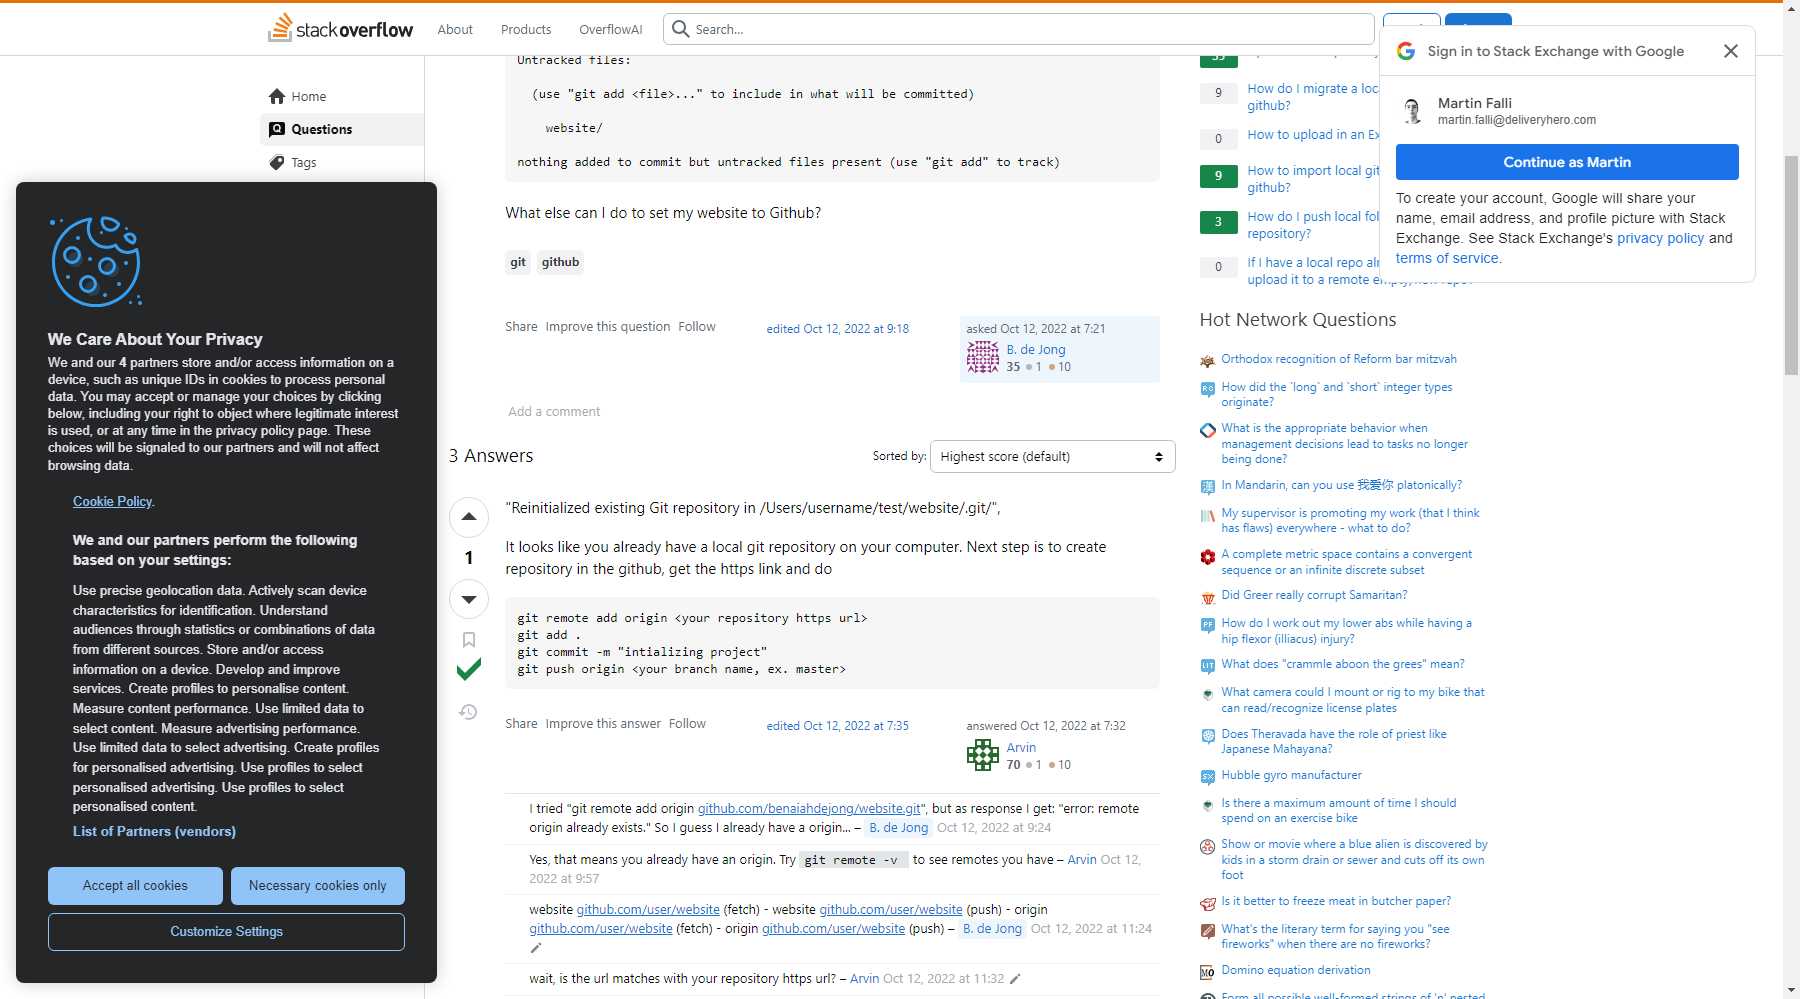 stackoverflow
About
Products
OverflowAI
Search...
Home
Questions
Tags
Untracked files:
(use "git add <file>..." to include in what will be committed)
website/
nothing added to commit but untracked files present (use "git add" to track)
What else can I do to set my website to Github?
git github
Share Improve this question Follow
edited Oct 12, 2022 at 9:18
asked Oct 12, 2022 at 7:21
B. de Jong
35 1 10
Add a comment
3 Answers
Sorted by: Highest score (default)
"Reinitialized existing Git repository in /Users/username/test/website/.git/",
It looks like you already have a local git repository on your computer. Next step is to create
repository in the github, get the https link and do
1
git remote add origin <your repository https url>
git add .
git commit -m "intializing project"
git push origin <your branch name, ex. master>
Share Improve this answer Follow
edited Oct 12, 2022 at 7:35
answered Oct 12, 2022 at 7:32
Arvin
70 1 10
I tried "git remote add origin github.com/benaiahdejong/website.git", but as response I get: "error: remote
origin already exists." So I guess I already have a origin... – B. de Jong Oct 12, 2022 at 9:24
Yes, that means you already have an origin. Try git remote -v to see remotes you have – Arvin Oct 12,
2022 at 9:57
website github.com/user/website (fetch) - website github.com/user/website (push) - origin
github.com/user/website (fetch) - origin github.com/user/website (push) – B. de Jong Oct 12, 2022 at 11:24
wait, is the url matches with your repository https url? – Arvin Oct 12, 2022 at 11:32
We Care About Your Privacy
We and our 4 partners store and/or access information on a
device, such as unique IDs in cookies to process personal
data. You may accept or manage your choices by clicking
below, including your right to object where legitimate interest
is used, or at any time in the privacy policy page. These
choices will be signaled to our partners and will not affect
browsing data.
Cookie Policy.
We and our partners perform the following
based on your settings:
Use precise geolocation data. Actively scan device
characteristics for identification. Understand
audiences through statistics or combinations of data
from different sources. Store and/or access
information on a device. Develop and improve
services. Create profiles to personalise content.
Measure content performance. Use limited data to
select content. Measure advertising performance.
Use limited data to select advertising. Create profiles
for personalised advertising. Use profiles to select
personalised advertising. Use profiles to select
personalised content.
List of Partners (vendors)
Accept all cookies
Necessary cookies only
Customize Settings
Sign in to Stack Exchange with Google
Martin Falli
martin.falli@deliveryhero.com
Continue as Martin
To create your account, Google will share your
name, email address, and profile picture with Stack
Exchange. See Stack Exchange's privacy policy and
terms of service.
9 How do I migrate a
github?
0 How to upload in an
9 How to import local git
github?
3 How do I push local
repository?
0 If I have a local repo
upload it to a remote
Hot Network Questions
Orthodox recognition of Reform bar mitzvah
How did the `long` and `short` integer types
originate?
What is the appropriate behavior when
management decisions lead to tasks no longer
being done?
In Mandarin, can you use 我爱你 platonically?
My supervisor is promoting my work (that I think
has flaws) everywhere - what to do?
A complete metric space contains a convergent
sequence or an infinite discrete subset
Did Greer really corrupt Samaritan?
How do I work out my lower abs while having a
hip flexor (illiacus) injury?
What does "crammle aboon the grees" mean?
What camera could I mount or rig to my bike that
can read/recognize license plates
Does Theravada have the role of priest like
Japanese Mahayana?
Hubble gyro manufacturer
Is there a maximum amount of time I should
spend on an exercise bike
Show or movie where a blue alien is discovered by
kids in a storm drain or sewer and cuts off its own
foot
Is it better to freeze meat in butcher paper?
What's the literary term for saying you "see
fireworks" when there are no fireworks?
Domino equation derivation
Form all possible well-formed strings of 'n' nested